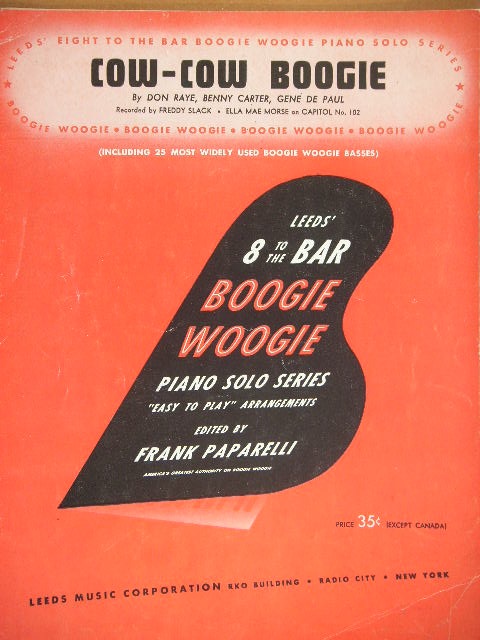 ★ LEEDS' EIGHT TO THE BAR BOOGIE WOOGIE PIANO SOLO SERIES ★
COW-COW BOOGIE
By DON RAYE, BENNY CARTER, GENE DE PAUL
Recorded by FREDDY SLACK • ELLA MAE MORSE on CAPITOL No. 102
BOOGIE WOOGIE • BOOGIE WOOGIE • BOOGIE WOOGIE • BOOGIE WOOGIE
(INCLUDING 25 MOST WIDELY USED BOOGIE WOOGIE BASSES)
LEEDS'
8 TO THE BAR
BOOGIE
WOOGIE
PIANO SOLO SERIES
"EASY TO PLAY" ARRANGEMENTS
EDITED BY
FRANK PAPARELLI
AMERICA'S GREATEST AUTHORITY ON BOOGIE WOOGIE
PRICE 35¢ (EXCEPT CANADA)
LEEDS MUSIC CORPORATION RKO BUILDING • RADIO CITY • NEW YORK